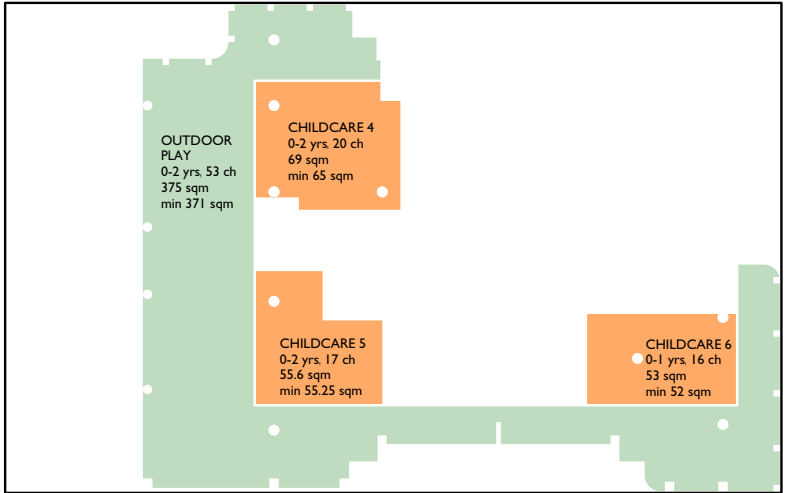 OUTDOOR
PLAY
0-2 yrs, 53 ch
375 sqm
min 371 sqm
CHILDCARE 4
0-2 yrs, 20 ch
69 sqm
min 65 sqm
CHILDCARE 5
0-2 yrs, 17 ch
55.6 sqm
min 55.25 sqm
CHILDCARE 6
0-1 yrs, 16 ch
53 sqm
min 52 sqm